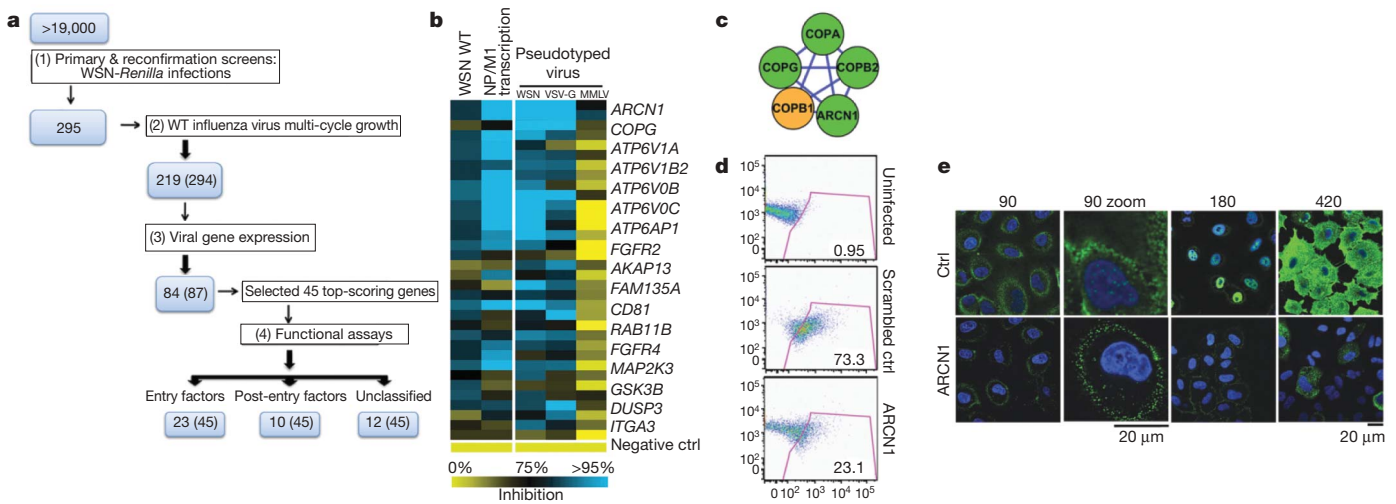 a
>19,000
(1) Primary & reconfirmation screens:
WSN-Renilla infections
295
(2) WT influenza virus multi-cycle growth
219 (294)
(3) Viral gene expression
84 (87)
Selected 45 top-scoring genes
(4) Functional assays
Entry factors
Post-entry factors
Unclassified
23 (45)
10 (45)
12 (45)
b
WSN WT
NP/M1
transcription
Pseudotyped
virus
WSN
VSV-G
MMLV
ARCN1
COPG
ATP6V1A
ATP6V1B2
ATP6V0B
ATP6V0C
ATP6AP1
FGFR2
AKAP13
FAM135A
CD81
RAB11B
FGFR4
MAP2K3
GSK3B
DUSP3
ITGA3
Negative ctrl
0%
75%
>95%
Inhibition
c
COPA
COPG
COPB2
COPB1
ARCN1
d
10⁵
10⁴
10³
10²
0
0.95
Uninfected
10⁵
10⁴
10³
10²
0
73.3
Scrambled ctrl
10⁵
10⁴
10³
10²
0
23.1
ARCN1
0 10² 10³ 10⁴ 10⁵
e
90
90 zoom
180
420
Ctrl
ARCN1
20 µm
20 µm